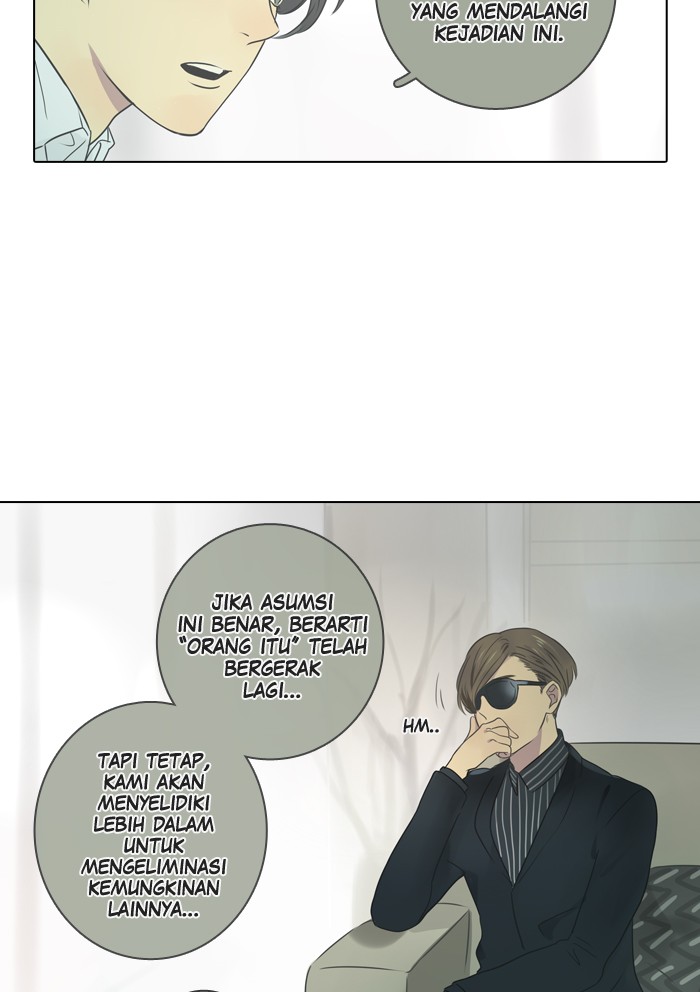 YANG MENDALANGI
KEJADIAN INI.
JIKA ASUMSI
INI BENAR, BERARTI
"ORANG ITU" TELAH
BERGERAK
LAGI...
HM..
TAPI TETAP,
KAMI AKAN
MENYELIDIKI
LEBIH DALAM
UNTUK
MENGELIMINASI
KEMUNGKINAN
LAINNYA...